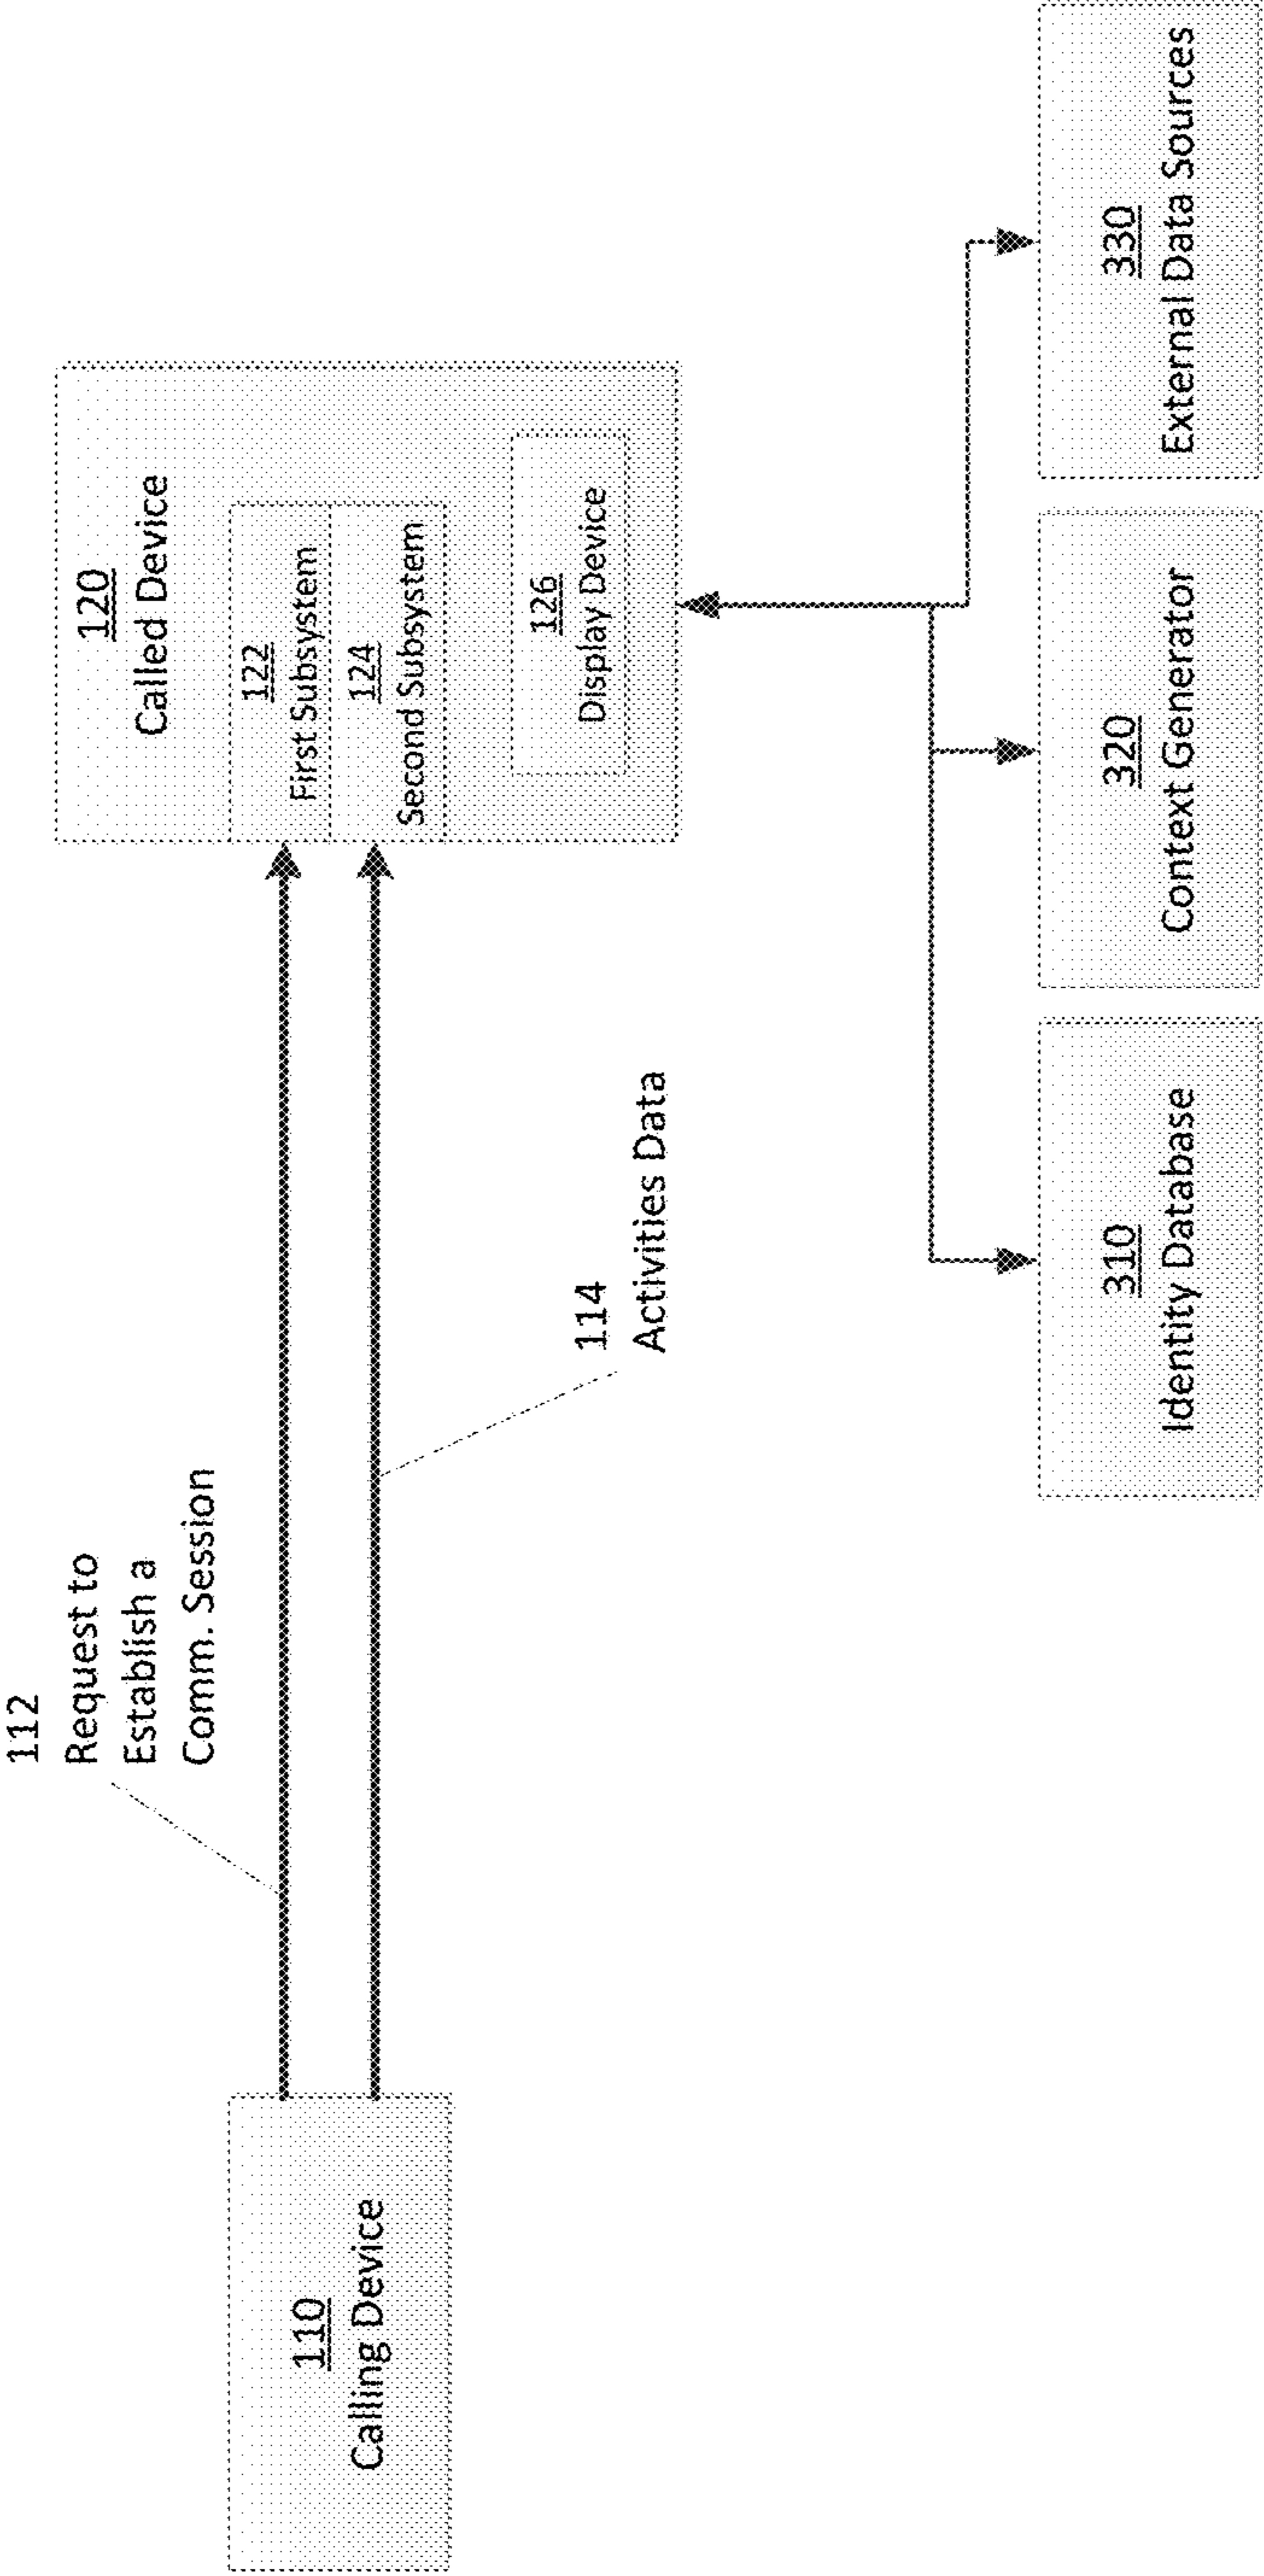 112
Request to
Establish a
Comm. Session
110
Calling Device
114
Activities Data
120
Called Device
122
First Subsystem
124
Second Subsystem
126
Display Device
310
Identity Database
320
Context Generator
330
External Data Sources